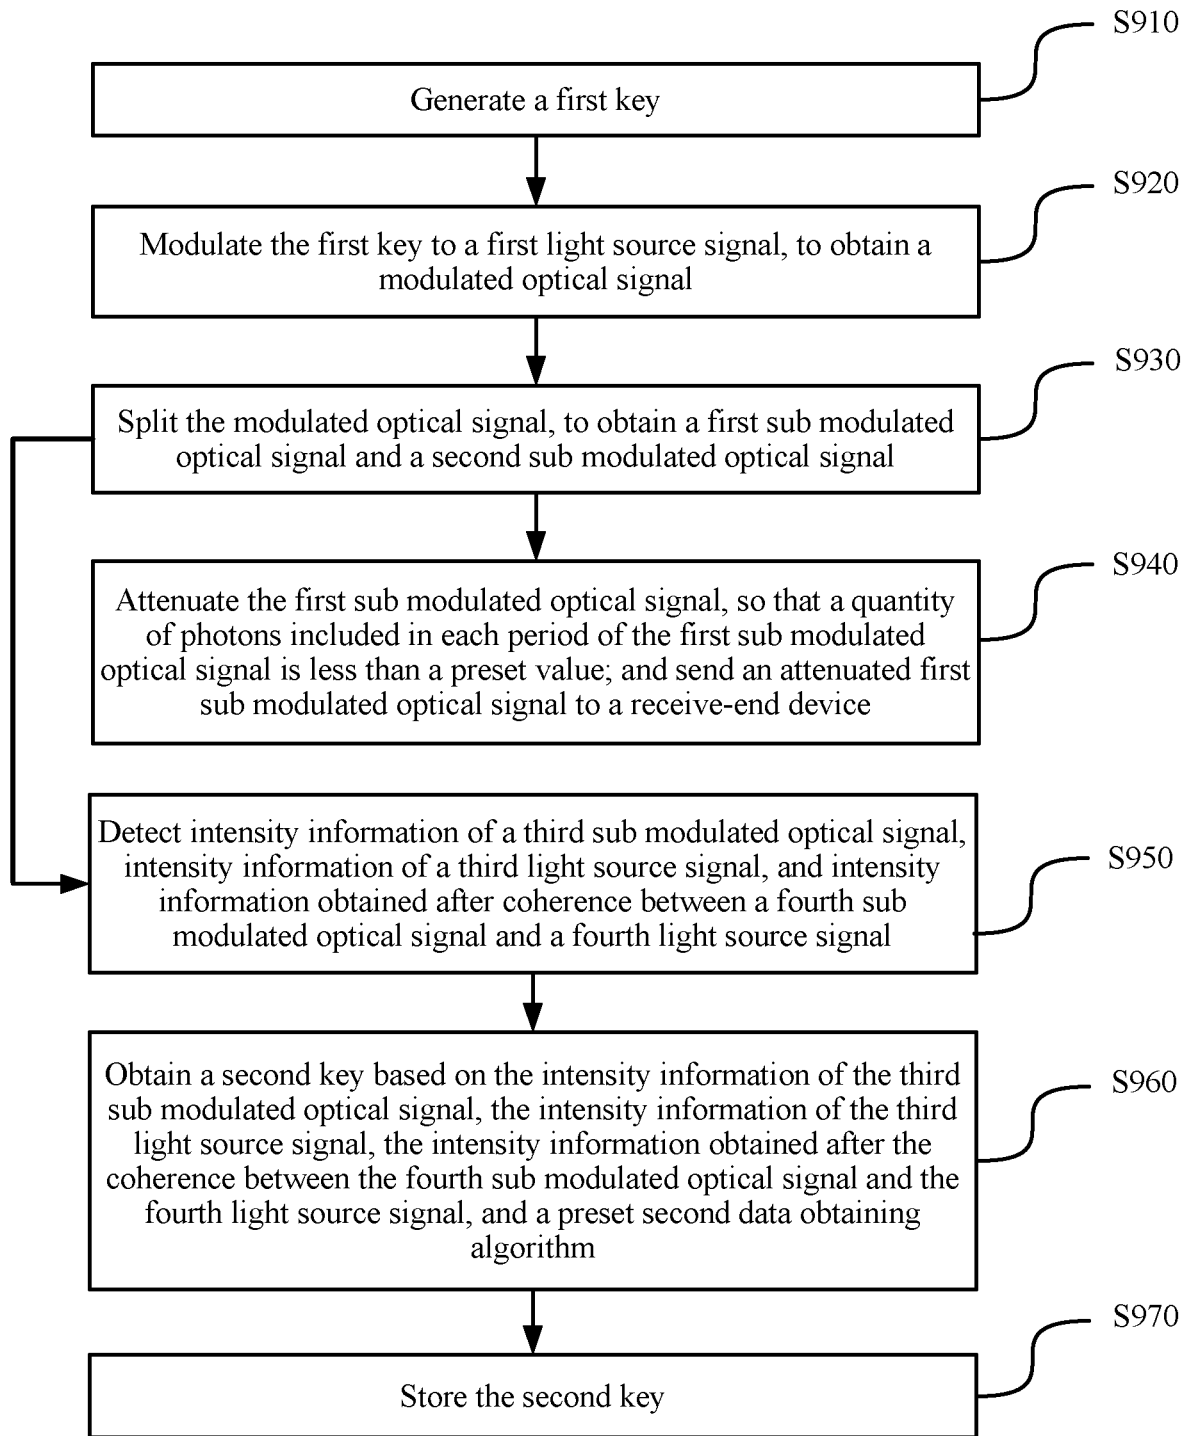 S910
Generate a first key
S920
Modulate the first key to a first light source signal, to obtain a
modulated optical signal
S930
Split the modulated optical signal, to obtain a first sub modulated
optical signal and a second sub modulated optical signal
S940
Attenuate the first sub modulated optical signal, so that a quantity
of photons included in each period of the first sub modulated
optical signal is less than a preset value; and send an attenuated first
sub modulated optical signal to a receive-end device
S950
Detect intensity information of a third sub modulated optical signal,
intensity information of a third light source signal, and intensity
information obtained after coherence between a fourth sub
modulated optical signal and a fourth light source signal
S960
Obtain a second key based on the intensity information of the third
sub modulated optical signal, the intensity information of the third
light source signal, the intensity information obtained after the
coherence between the fourth sub modulated optical signal and the
fourth light source signal, and a preset second data obtaining
algorithm
S970
Store the second key